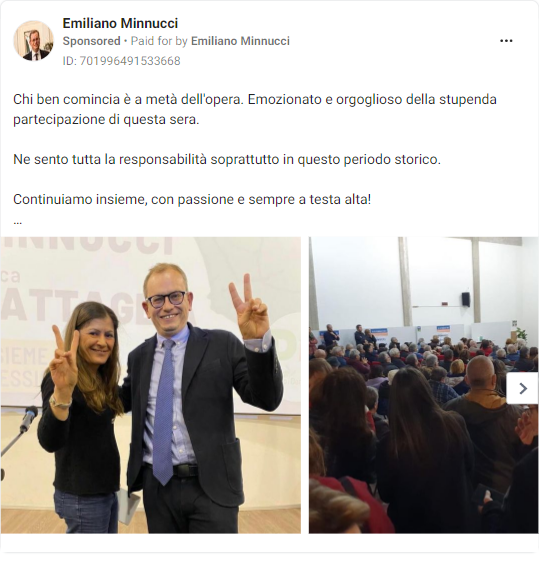 Emiliano Minnucci
Sponsored • Paid for by Emiliano Minnucci
ID: 701996491533668
Chi ben comincia è a metà dell'opera. Emozionato e orgoglioso della stupenda
partecipazione di questa sera.
Ne sento tutta la responsabilità soprattutto in questo periodo storico.
Continuiamo insieme, con passione e sempre a testa alta!
...
MINNUCCI
ATTAG